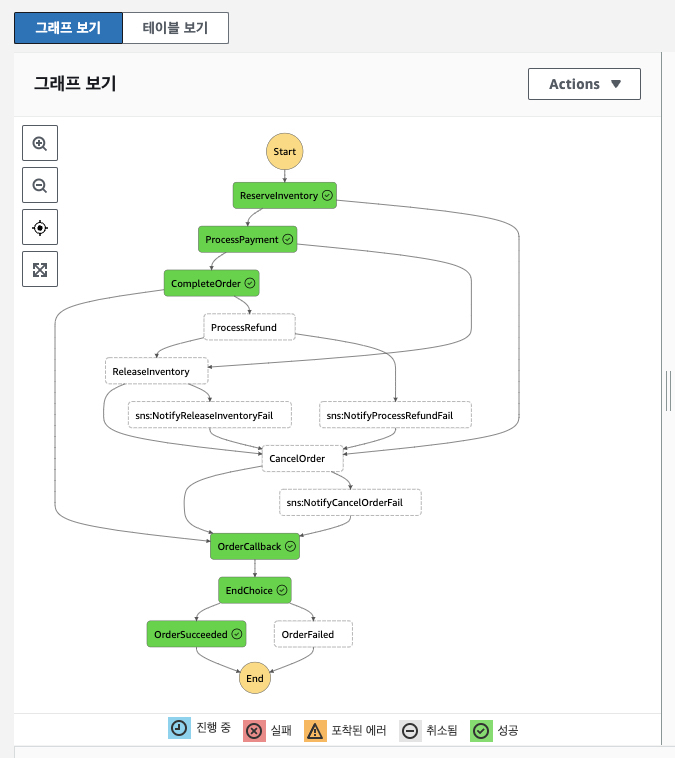 그래프 보기
테이블 보기
그래프 보기
Actions
Start
ReserveInventory
ProcessPayment
CompleteOrder
ProcessRefund
ReleaseInventory
sns:NotifyReleaseInventoryFail
sns:NotifyProcessRefundFail
CancelOrder
sns:NotifyCancelOrderFail
OrderCallback
EndChoice
OrderSucceeded
OrderFailed
End
진행 중
실패
포착된 에러
취소됨
성공